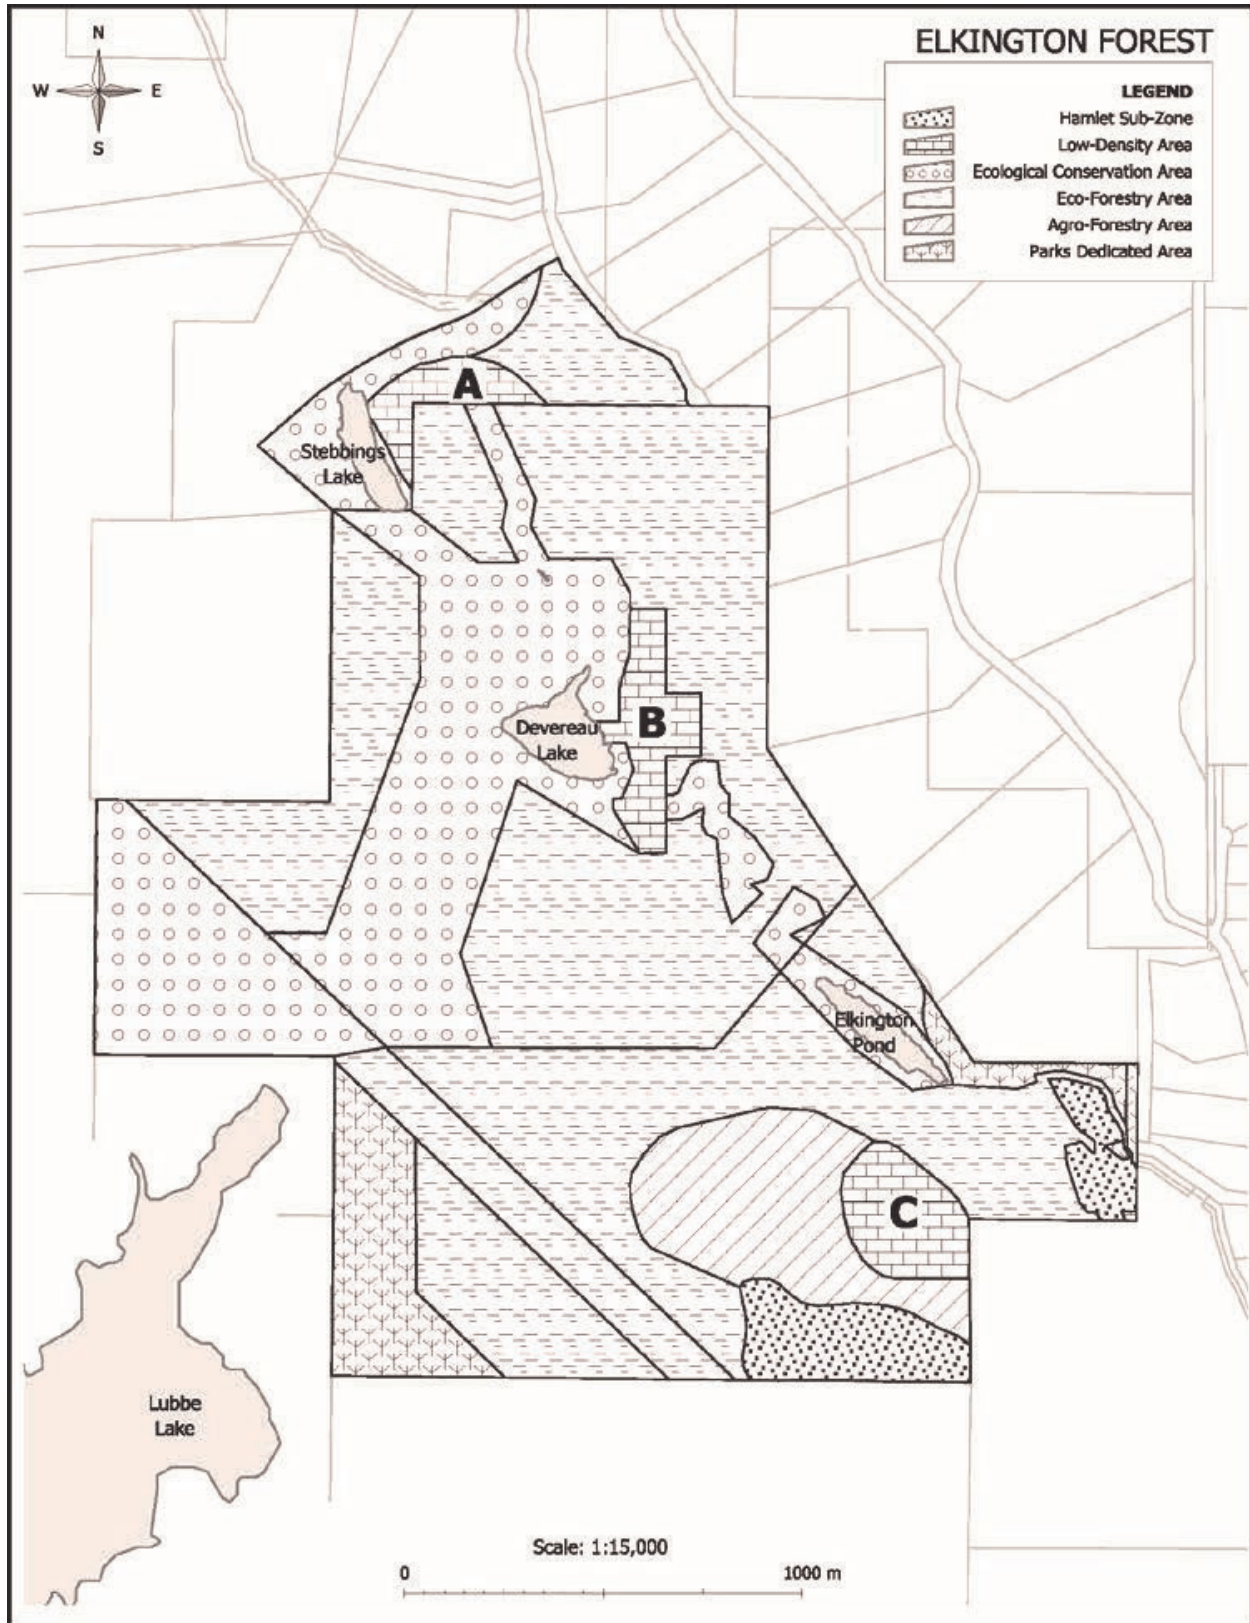 N
W E
S
ELKINGTON FOREST
LEGEND
Hamlet Sub-Zone
Low-Density Area
Ecological Conservation Area
Eco-Forestry Area
Agro-Forestry Area
Parks Dedicated Area
A
Stebbings
Lake
B
Devereau
Lake
Elkington
Pond
C
Lubbe
Lake
Scale: 1:15,000
0 1000 m